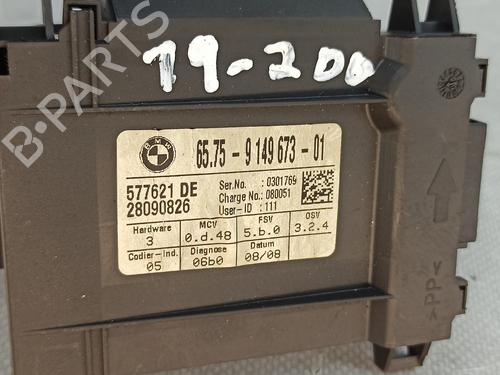 19-200
B-PARTS
BMW
65.75 - 9 149 673 - 01
577621 DE
28090826
Ser.No. : 0301769
Charge No.: 080051
User-ID : 111
Hardware MCV FSV OSV
3 0.d.48 5.b.0 3.2.4
Codier-Ind. Diagnose Datum
05 06b0 08/08
>PP<